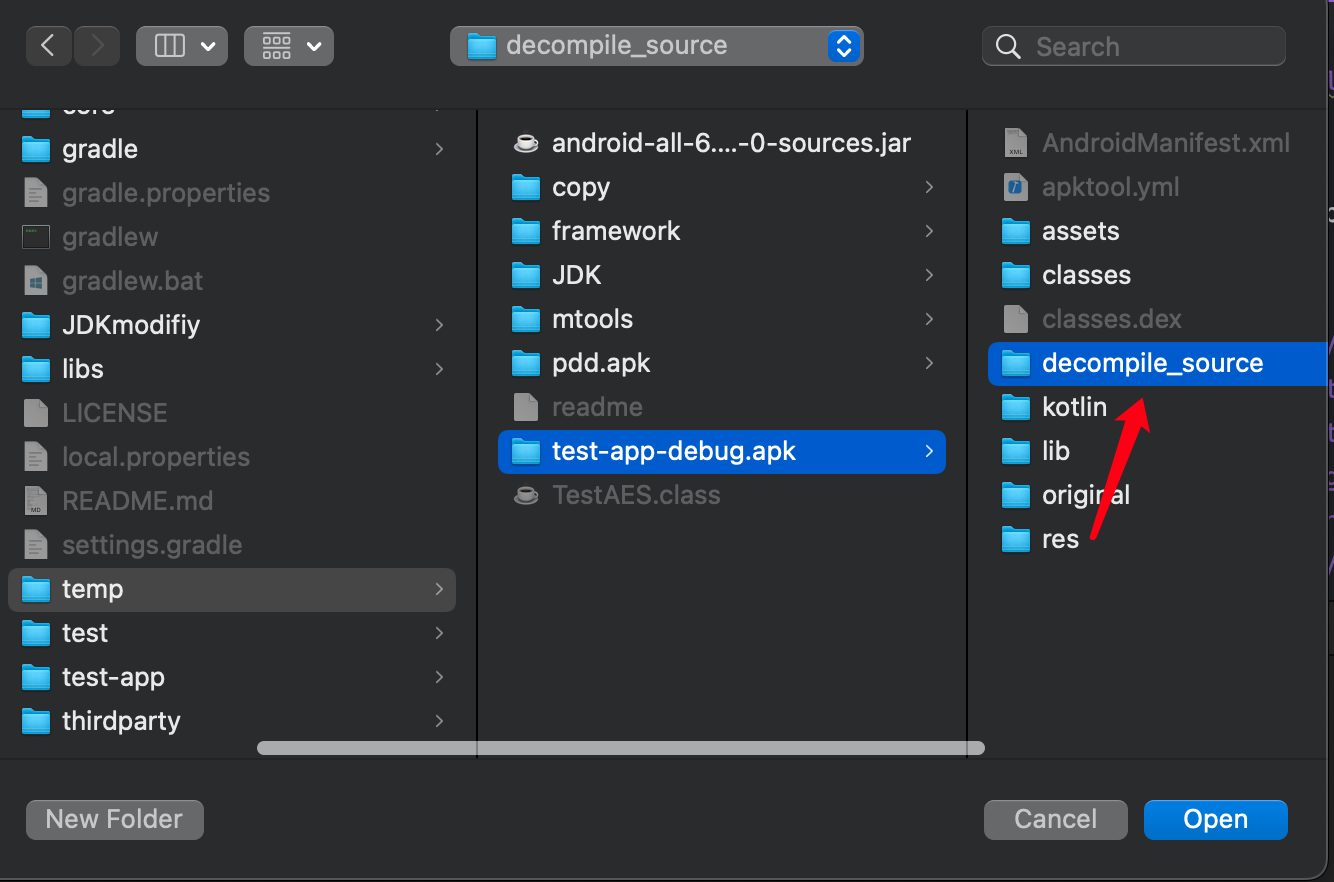 decompile_source
Search
gradle
gradle.properties
gradlew
gradlew.bat
JDKmodifiy
libs
LICENSE
local.properties
README.md
settings.gradle
temp
test
test-app
thirdparty
android-all-6....-0-sources.jar
copy
framework
JDK
mtools
pdd.apk
readme
test-app-debug.apk
TestAES.class
AndroidManifest.xml
apktool.yml
assets
classes
classes.dex
decompile_source
kotlin
lib
original
res
New Folder
Cancel
Open